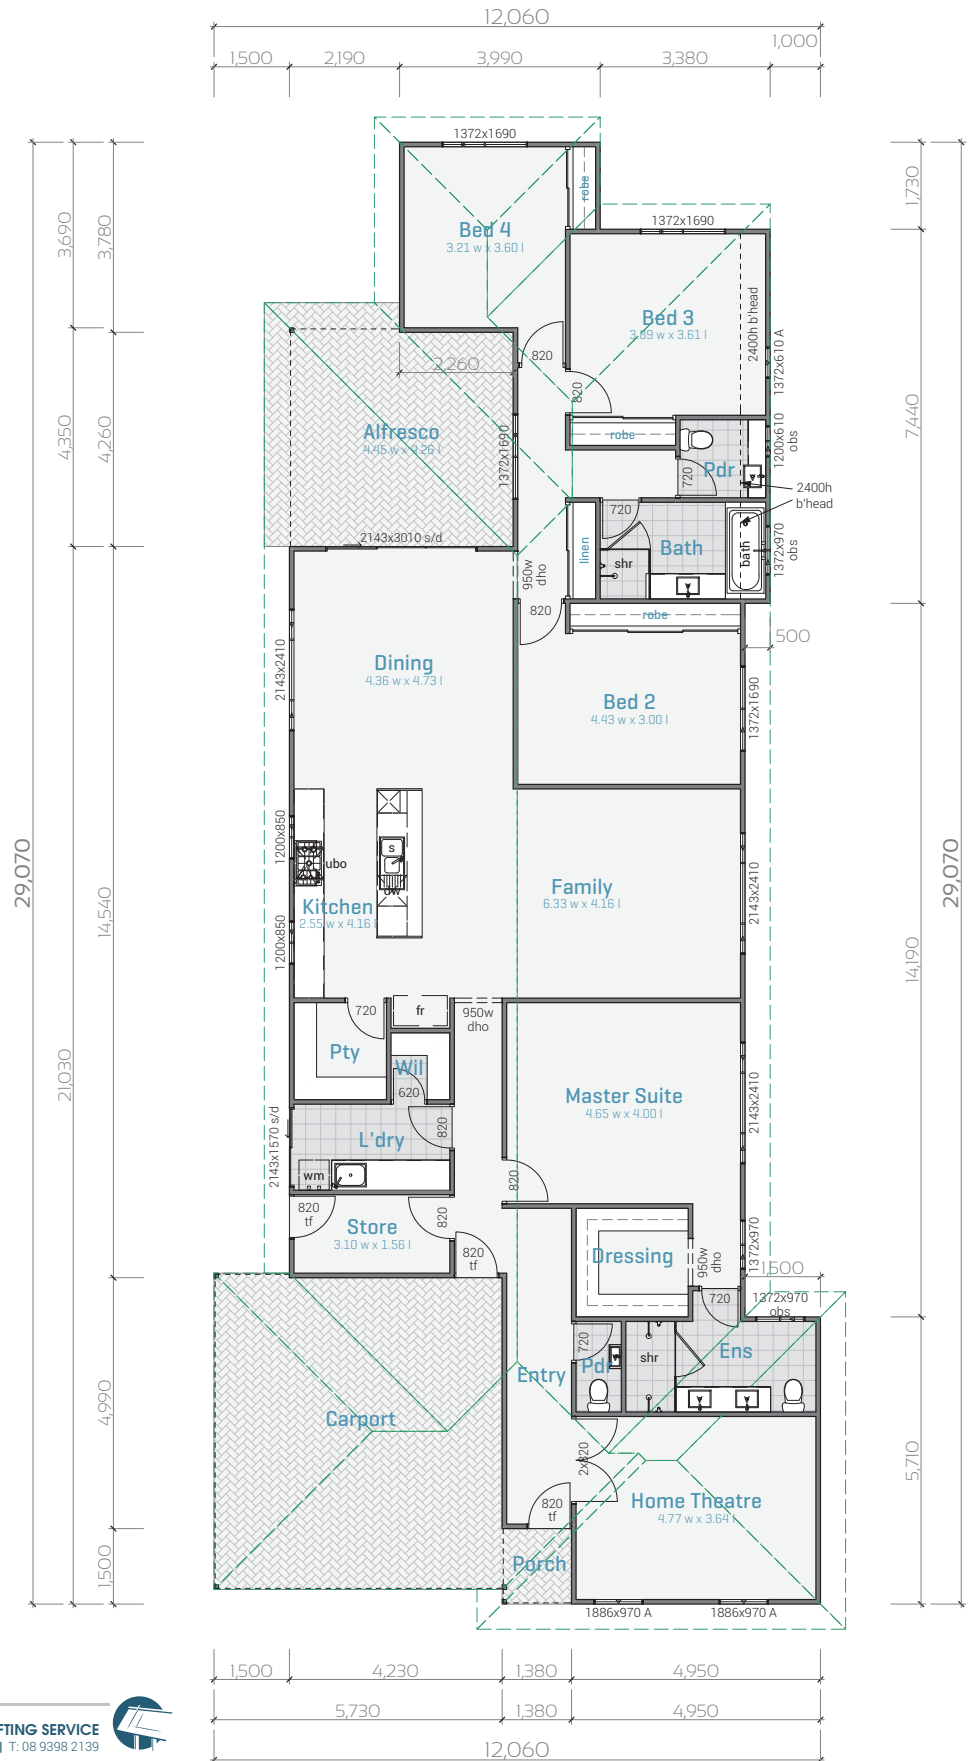 12,060
1,000
1,500 2,190 3,990 3,380
1372x1690
robe
Bed 4
3.21 w x 3.60 l
1372x1690
Bed 3
3.89 w x 3.61 l
2400h b'head
1372x610 A
820
820
2,260
Alfresco
4.45 w x 4.26 l
1372x1690
robe
1200x610
obs
Pdr
720
2400h
b'head
720
2143x3010 s/d
linen
Bath
shr
bath
1372x970
obs
950w
dho
820
robe
500
Dining
4.36 w x 4.73 l
2143x2410
Bed 2
4.43 w x 3.00 l
1372x1690
1200x850
s
ubo
dw
Kitchen
2.55 w x 4.16 l
1200x850
Family
6.33 w x 4.16 l
2143x2410
720
fr
950w
dho
Pty
Wil
620
Master Suite
4.65 w x 4.00 l
2143x2410
2143x1570 s/d
L'dry
820
wm
820
820
tf
Store
3.10 w x 1.56 l
820
820
tf
Dressing
950w
dho
1372x970
1,500
720
1372x970
obs
720
Pdr
shr
Ens
Entry
Carport
2x820
820
tf
Home Theatre
4.77 w x 3.64 l
Porch
1886x970 A
1886x970 A
29,070
3,690
4,350
21,030
3,780
4,260
14,540
4,990
1,500
1,730
7,440
14,190
5,710
29,070
1,500 4,230 1,380 4,950
5,730 1,380 4,950
12,060
FTING SERVICE
| T: 08 9398 2139